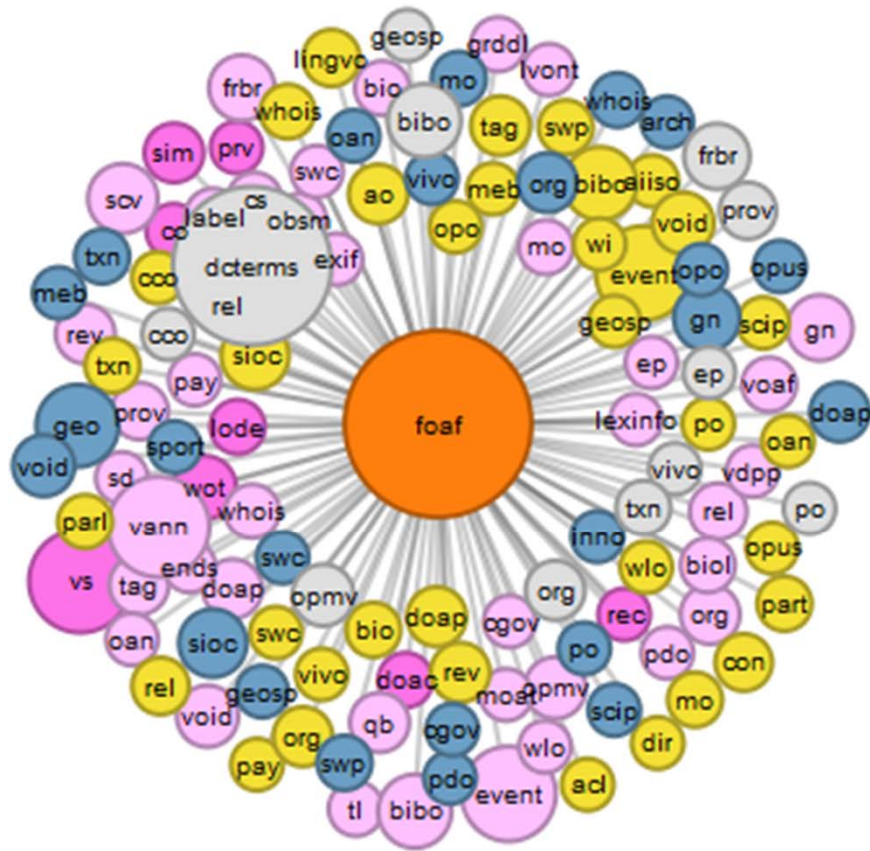 geosp
grddl
lingvo
mo
lvont
frbr
bio
whois
whois
arch
bibo
tag
swp
oan
sim
prv
frbr
swc
vivo
meb
org
bibo
aiiso
scv
ao
cs
prov
label
obsm
void
co
opo
mo
wi
txn
cco
dcterms
exif
event
opo
opus
meb
rel
geosp
gn
scip
gn
rev
cco
txn
sioc
ep
ep
voaf
pay
prov
lode
foaf
lexinfo
po
doap
geo
sport
oan
void
sd
wot
vivo
vdpp
whois
txn
rel
po
parl
vann
inno
opus
vs
tag
ends
doap
swc
wlo
biol
opmv
org
part
oan
sioc
swc
bio
doap
cgov
rec
org
po
pdo
con
rel
geosp
vivo
doac
rev
moat
opmv
mo
void
qb
cgov
scip
org
wlo
dir
pay
swp
pdo
acl
tl
bibo
event